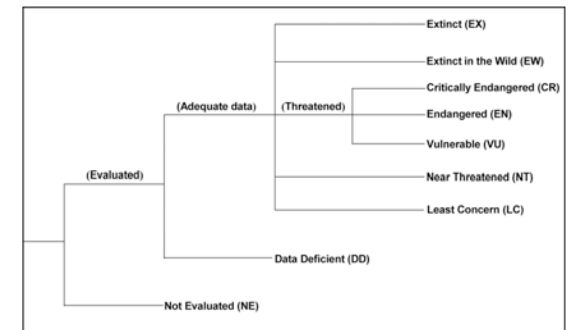 Extinct (EX)
Extinct in the Wild (EW)
Critically Endangered (CR)
(Adequate data)
(Threatened)
Endangered (EN)
Vulnerable (VU)
(Evaluated)
Near Threatened (NT)
Least Concern (LC)
Data Deficient (DD)
Not Evaluated (NE)